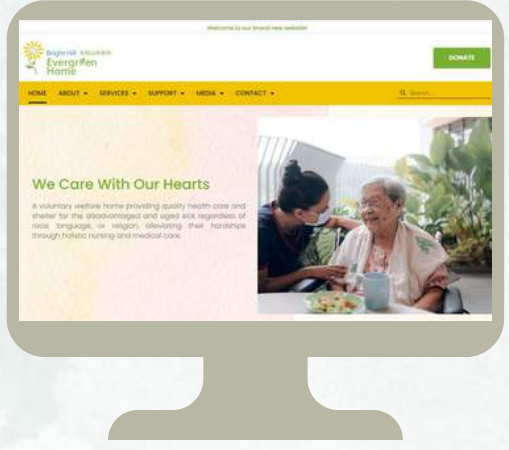 Welcome to our brand new website!
Bright Hill
Evergreen
Home
DONATE
HOME ABOUT SERVICES SUPPORT MEDIA CONTACT
Search...
We Care With Our Hearts
A voluntary welfare home providing quality health care and
shelter for the disadvantaged and aged sick regardless of
race, language, or religion, alleviating their hardships
through holistic nursing and medical care.